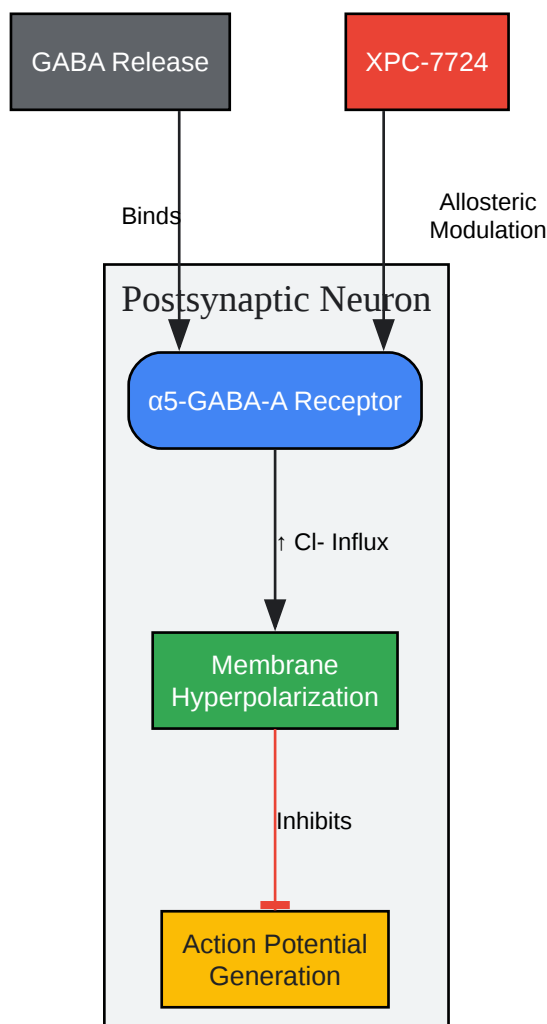 GABA Release
XPC-7724
Binds
Allosteric
Modulation
Postsynaptic Neuron
α5-GABA-A Receptor
↑ Cl- Influx
Membrane
Hyperpolarization
Inhibits
Action Potential
Generation